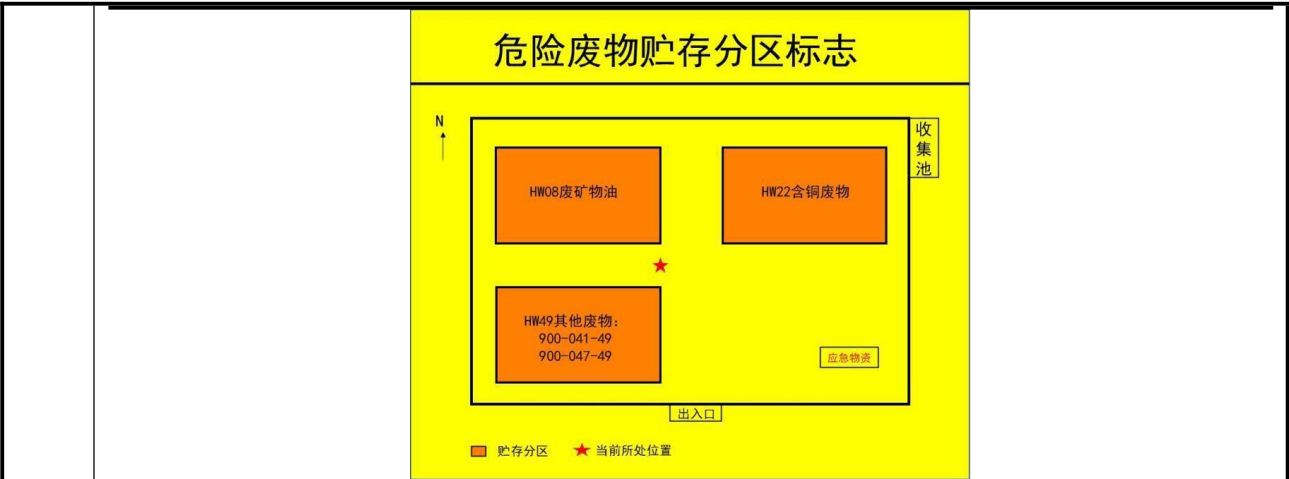 危险废物贮存分区标志
N
收集池
HW08废矿物油
HW22含铜废物
HW49其他废物：
900-041-49
900-047-49
应急物资
出入口
贮存分区
当前所处位置